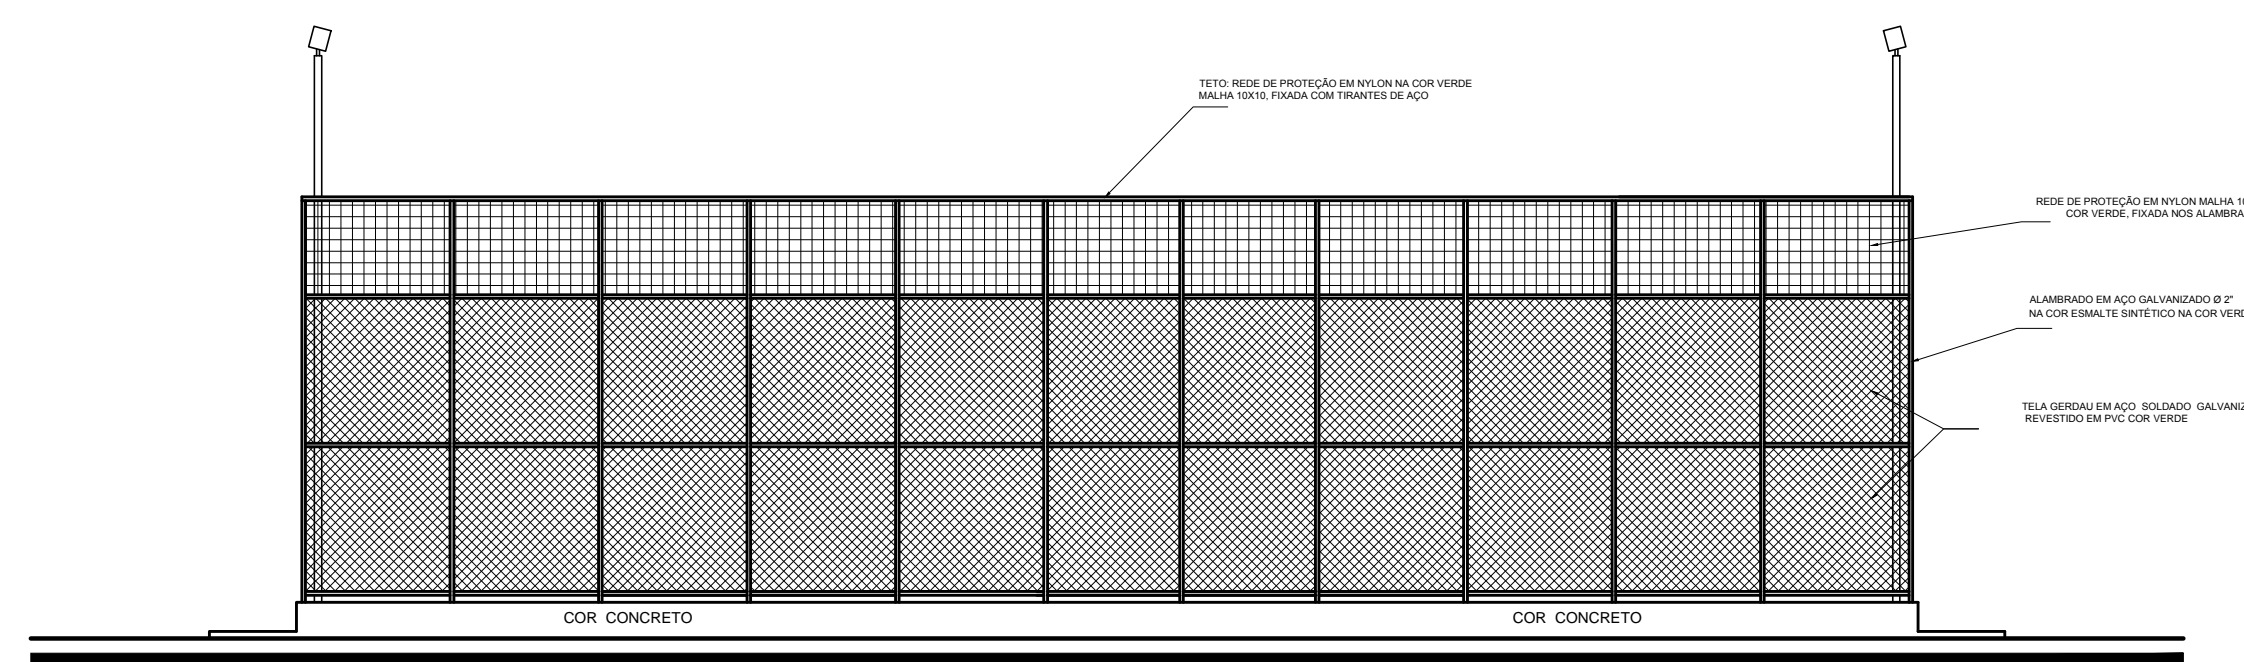 TETO: REDE DE PROTEÇÃO EM NYLON NA COR VERDE
MALHA 10X10, FIXADA COM TIRANTES DE AÇO
REDE DE PROTEÇÃO EM NYLON MALHA
COR VERDE, FIXADA NOS
ALAMBRADO EM AÇO GALVANIZADO Ø 2"
NA COR ESMALTE SINTÉTICO NA COR
TELA GERDAU EM AÇO SOLDADO
REVESTIDO EM PVC COR VERDE
COR CONCRETO
COR CONCRETO